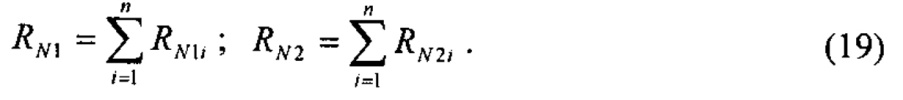 $R_{N1} = \sum_{i=1}^{n} R_{N1i}\,;\; R_{N2} = \sum_{i=1}^{n} R_{N2i}\,.$ (19)